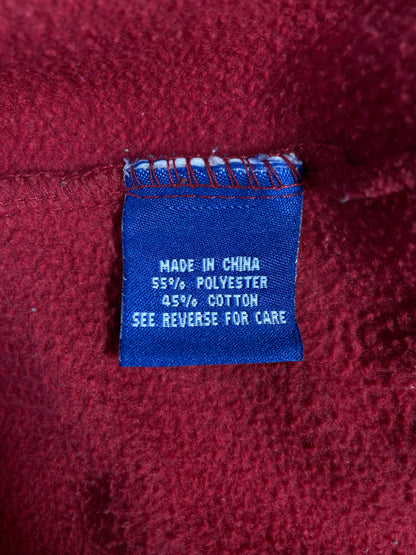 MADE IN CHINA
55% POLYESTER
45% COTTON
SEE REVERSE FOR CARE